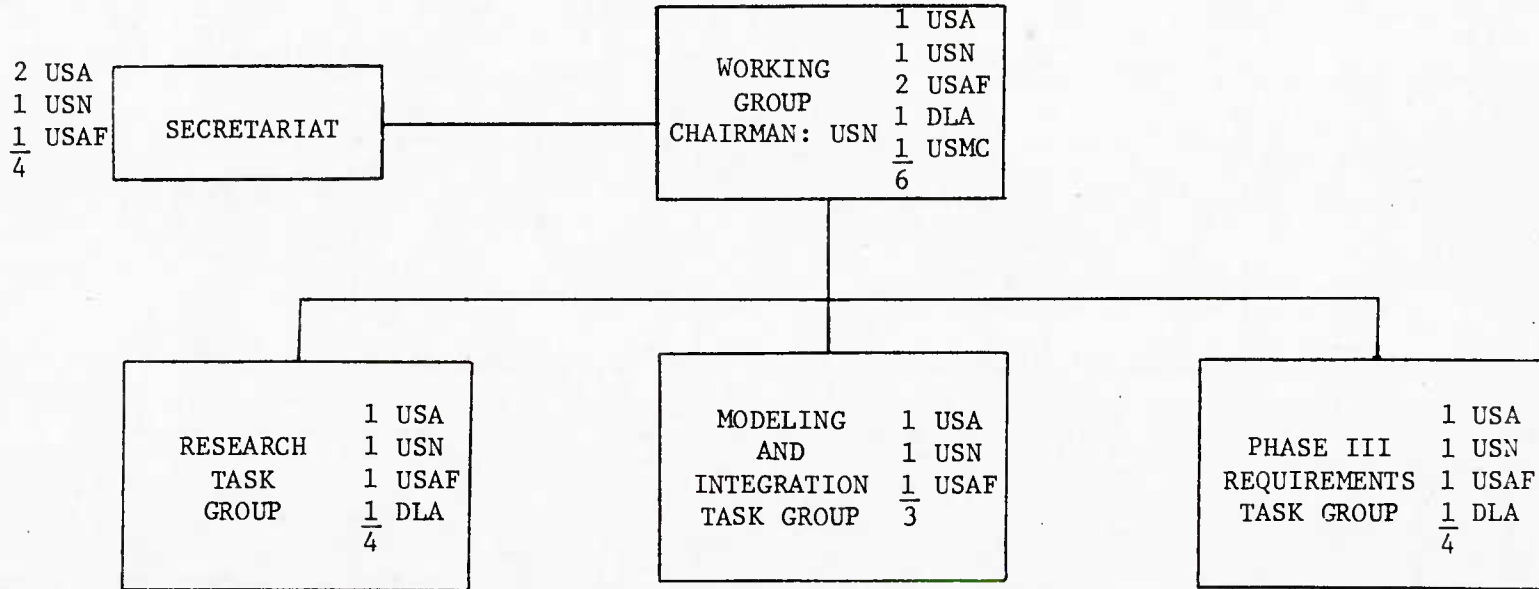 2 USA
1 USN
1 USAF
4
SECRETARIAT
WORKING
GROUP
CHAIRMAN: USN
1 USA
1 USN
2 USAF
1 DLA
1 USMC
6
RESEARCH
TASK
GROUP
1 USA
1 USN
1 USAF
1 DLA
4
MODELING
AND
INTEGRATION
TASK GROUP
1 USA
1 USN
1 USAF
3
PHASE III
REQUIREMENTS
TASK GROUP
1 USA
1 USN
1 USAF
1 DLA
4